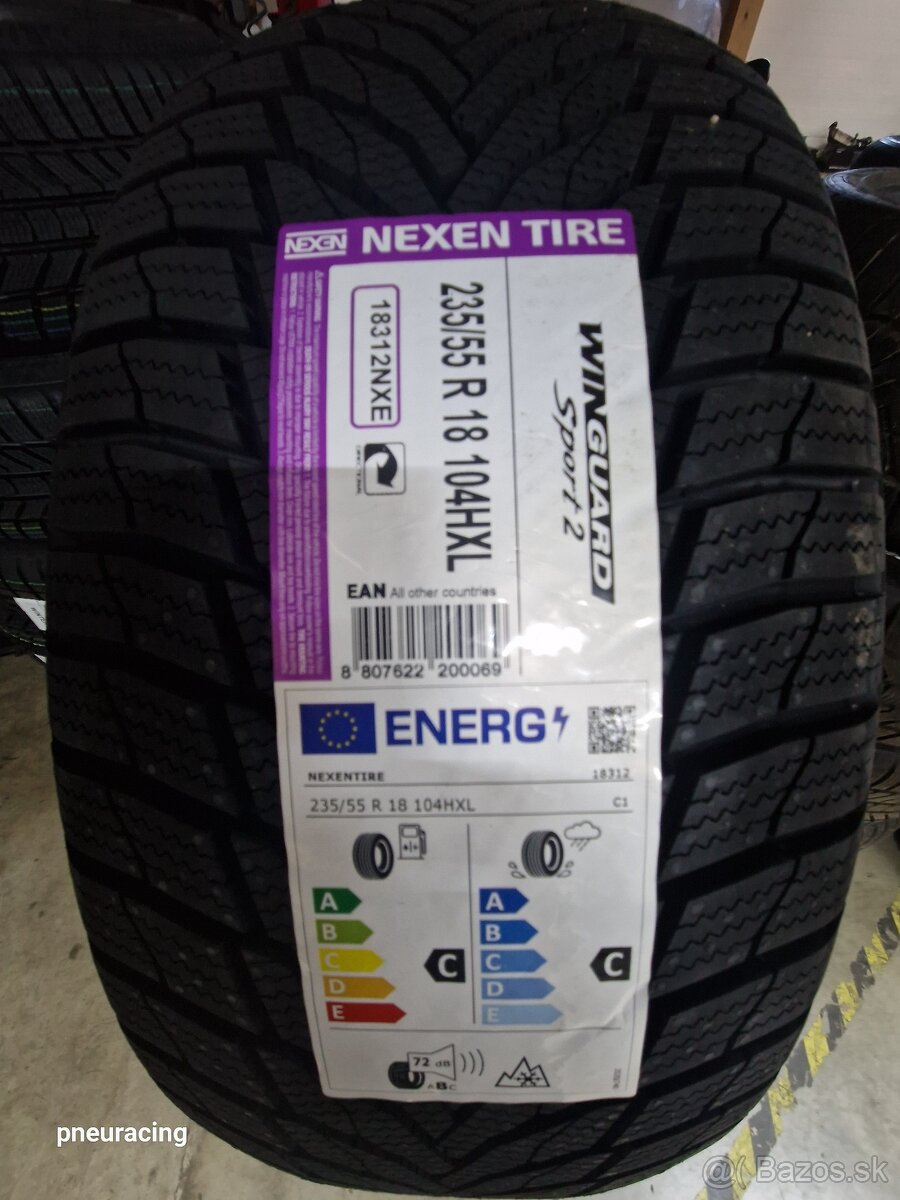 NEXEN NEXEN TIRE
WINGUARD
Sport 2
235/55 R 18 104HXL
18312NXE
EAN All other countries
8 807622 200069
ENERG
NEXENTIRE 18312
235/55 R 18 104HXL C1
A A
B B
C C C C
D D
E E
72 dB
ABC
pneuracing
@( Bazos.sk